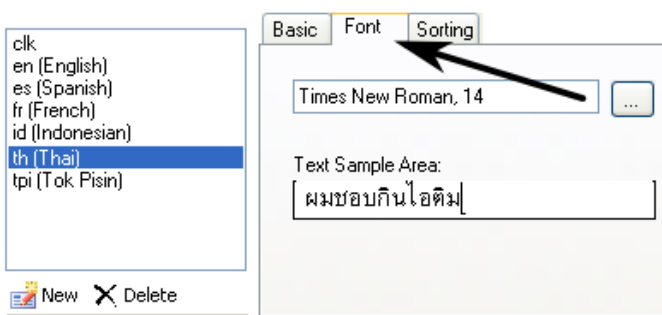 clk
en (English)
es (Spanish)
fr (French)
id (Indonesian)
th (Thai)
tpi (Tok Pisin)
New Delete
Basic Font Sorting
Times New Roman, 14
...
Text Sample Area:
ผมชอบกินไอติม